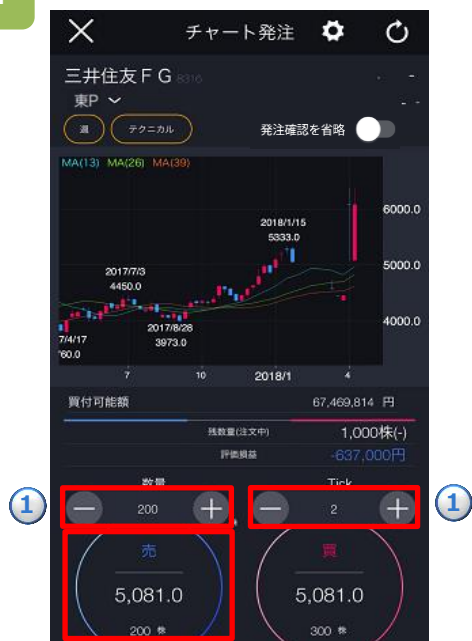 チャート発注
三井住友ＦＧ 8316
東P
週 テクニカル 発注確認を省略
MA(13) MA(26) MA(39)
6000.0
2018/1/15
5333.0
5000.0
2017/7/3
4450.0
4000.0
2017/8/28
3973.0
7/4/17
760.0
7 10 2018/1 4
買付可能額 67,469,814 円
残数量(注文中) 1,000株(-)
評価損益 -637,000円
数量 Tick
① － 200 ＋ － 2 ＋ ①
売 買
5,081.0 5,081.0
200 株 300 株